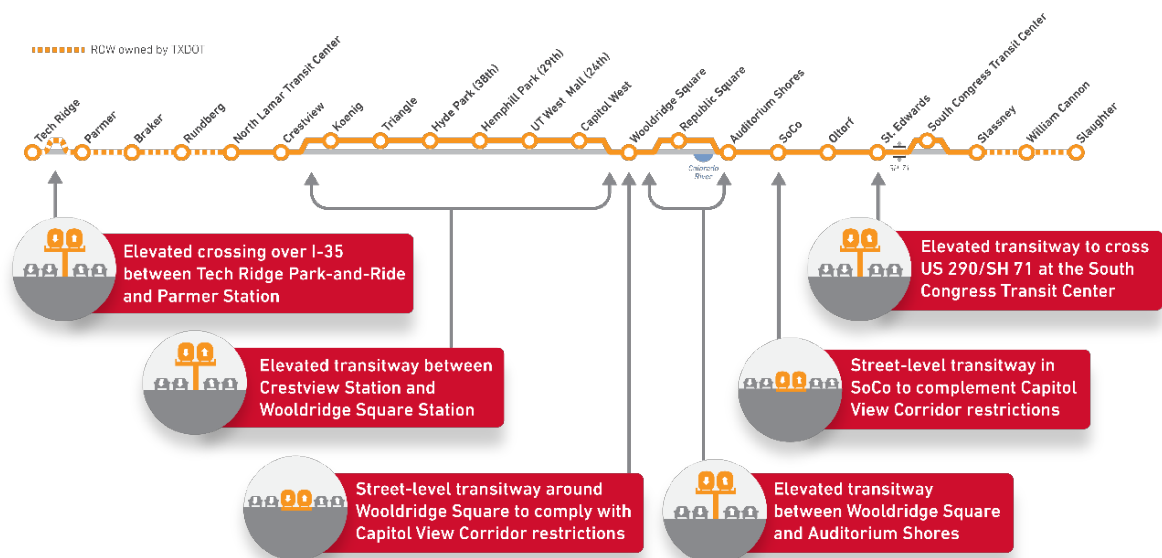 ROW owned by TXDOT
Tech Ridge
Parmer
Braker
Rundberg
North Lamar Transit Center
Crestview
Koenig
Triangle
Hyde Park (38th)
Hemphill Park (29th)
UT West Mall (24th)
Capitol West
Wooldridge Square
Republic Square
Auditorium Shores
SoCo
Oltorf
St. Edwards
South Congress Transit Center
Stassney
William Cannon
Slaughter
Colorado
River
Elevated crossing over I-35
between Tech Ridge Park-and-Ride
and Parmer Station
Elevated transitway between
Crestview Station and
Wooldridge Square Station
Street-level transitway around
Wooldridge Square to comply with
Capitol View Corridor restrictions
Elevated transitway
between Wooldridge Square
and Auditorium Shores
Street-level transitway in
SoCo to complement Capitol
View Corridor restrictions
Elevated transitway to cross
US 290/SH 71 at the South
Congress Transit Center